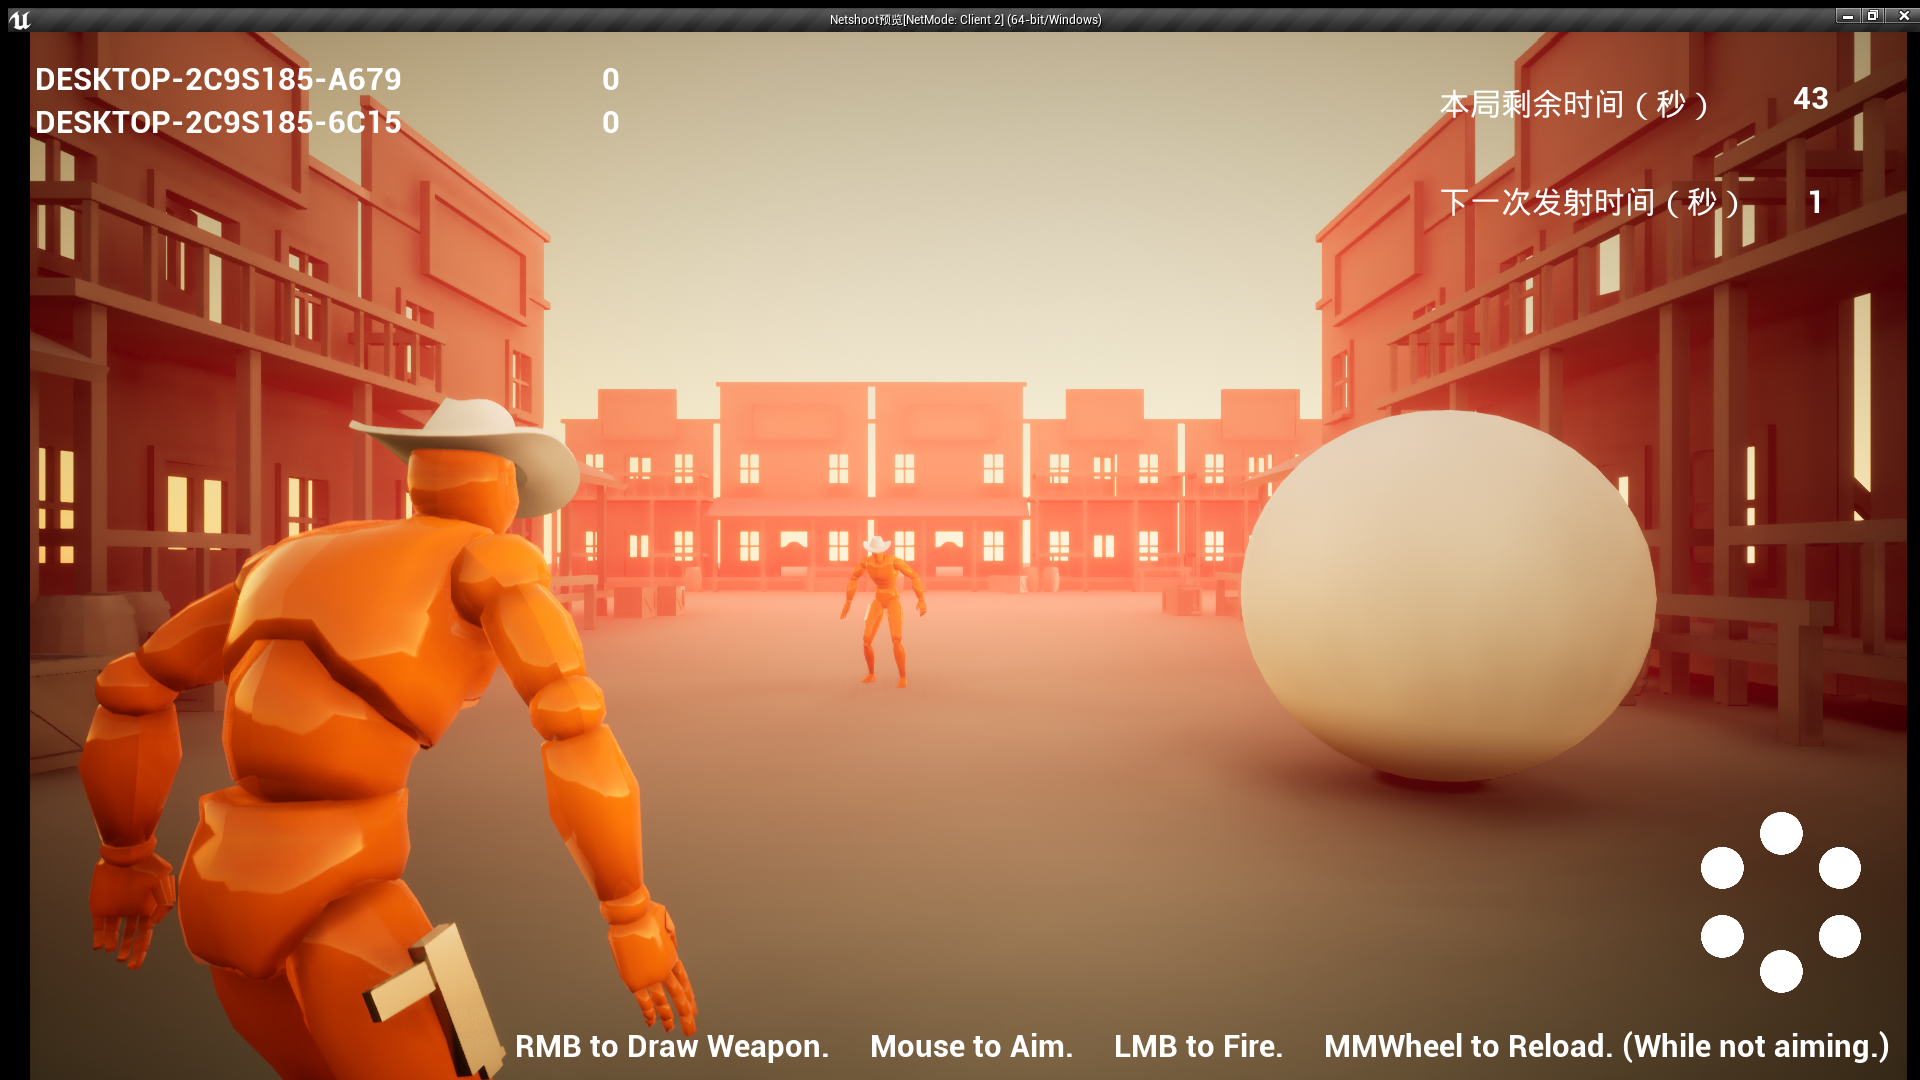 Netshoot预览[NetMode: Client 2] (64-bit/Windows)
DESKTOP-2C9S185-A679 0
DESKTOP-2C9S185-6C15 0
本局剩余时间（秒） 43
下一次发射时间（秒） 1
RMB to Draw Weapon. Mouse to Aim. LMB to Fire. MMWheel to Reload. (While not aiming.)